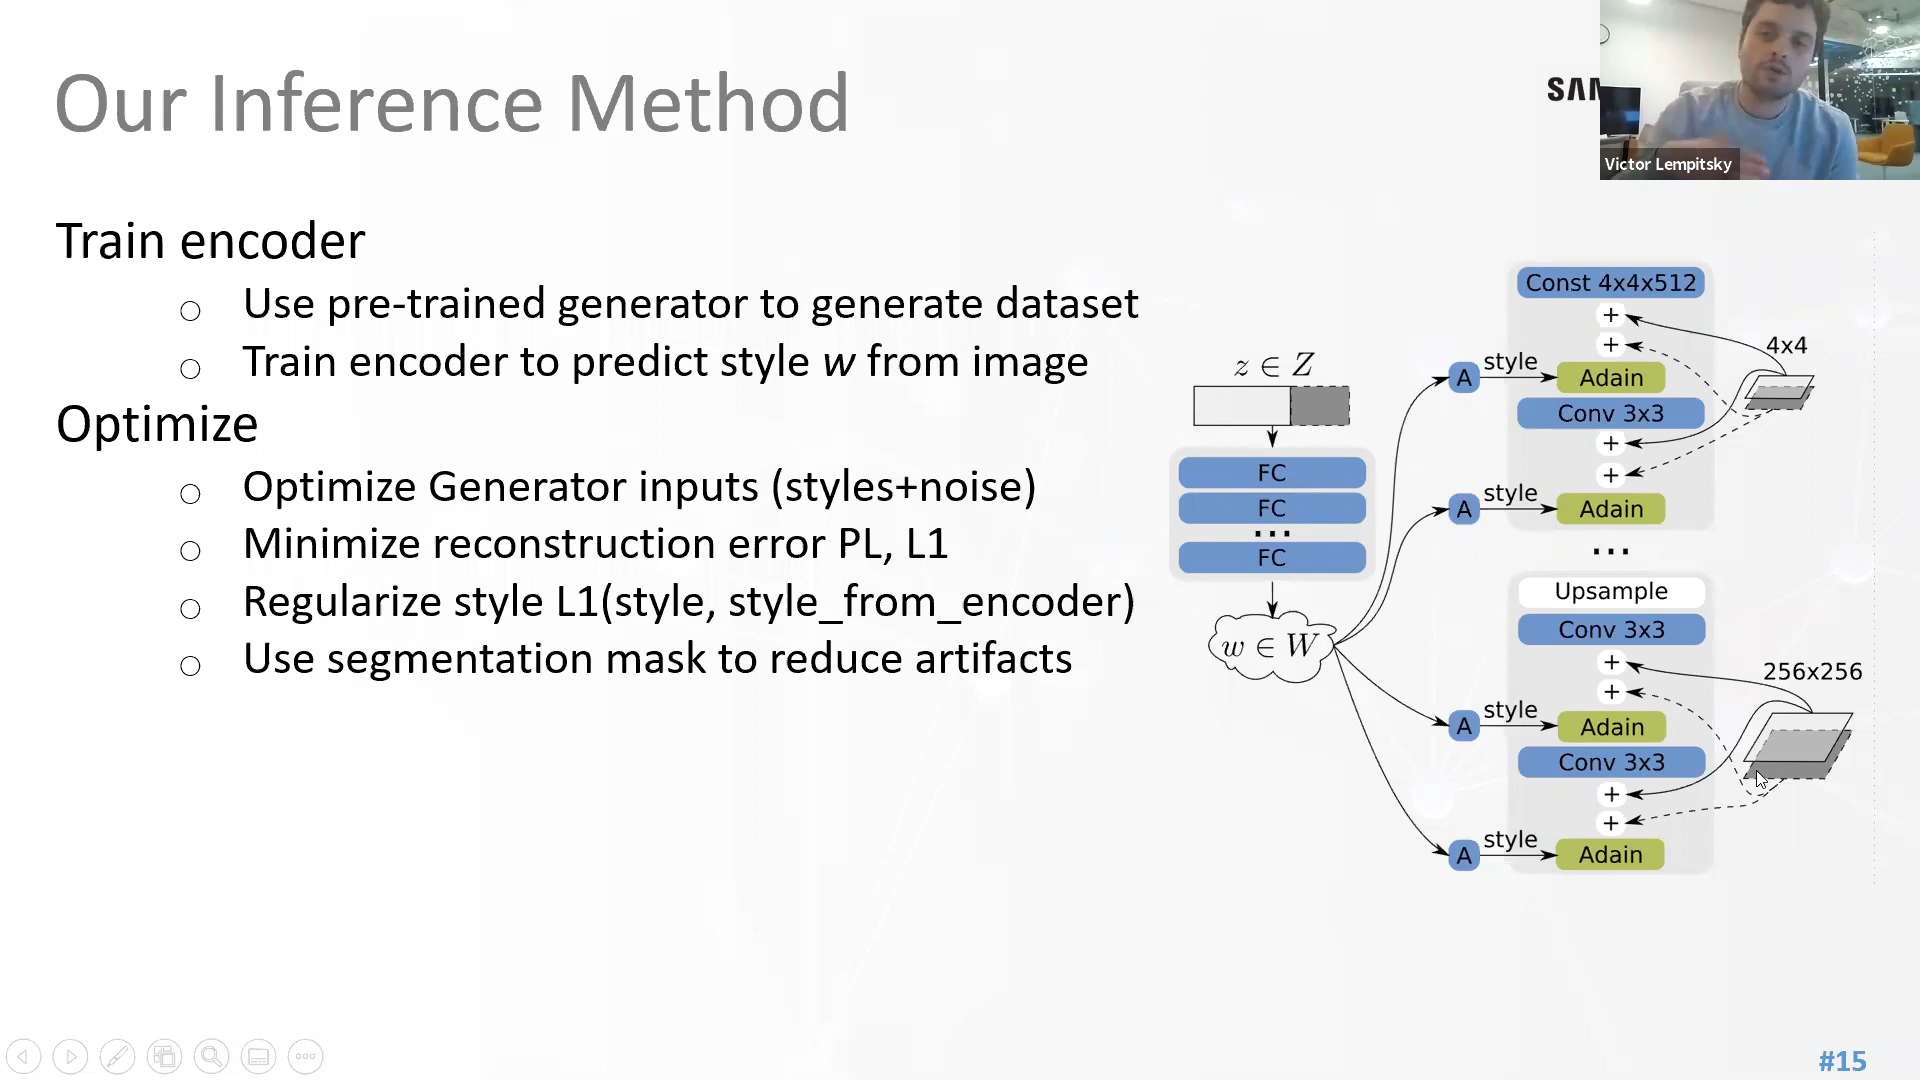 Our Inference Method
SAM
Victor Lempitsky
Train encoder
Use pre-trained generator to generate dataset
Train encoder to predict style w from image
Optimize
Optimize Generator inputs (styles+noise)
Minimize reconstruction error PL, L1
Regularize style L1(style, style_from_encoder)
Use segmentation mask to reduce artifacts
z ∈ Z
FC
FC
...
FC
w ∈ W
Const 4x4x512
+
+
4x4
A
style
Adain
Conv 3x3
+
+
A
style
Adain
...
Upsample
Conv 3x3
+
+
256x256
A
style
Adain
Conv 3x3
+
+
A
style
Adain
#15